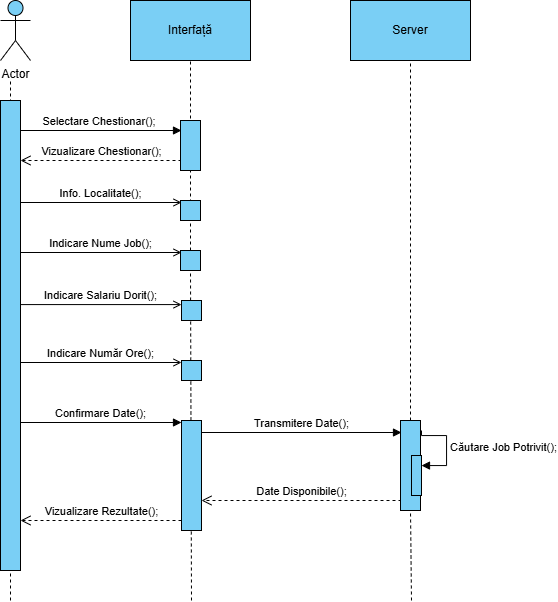 Interfață
Server
Actor
Selectare Chestionar();
Vizualizare Chestionar();
Info. Localitate();
Indicare Nume Job();
Indicare Salariu Dorit();
Indicare Număr Ore();
Confirmare Date();
Transmitere Date();
Căutare Job Potrivit();
Date Disponibile();
Vizualizare Rezultate();